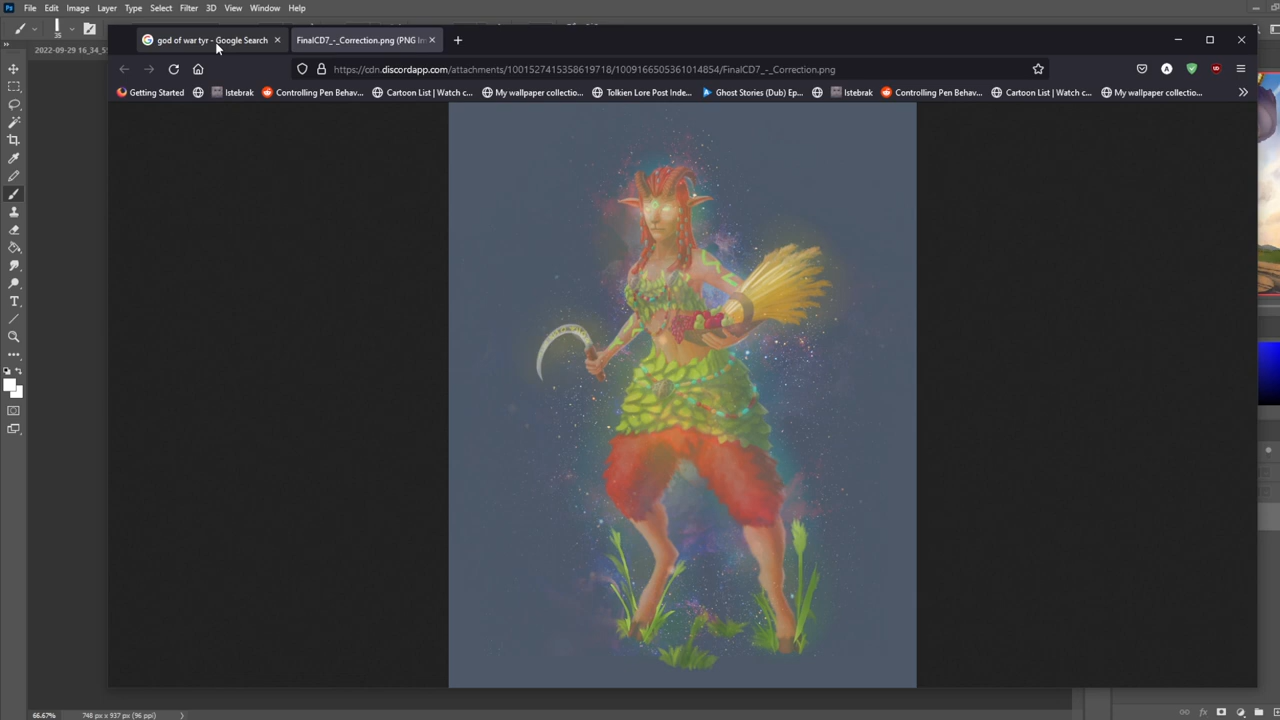 Ps File Edit Image Layer Type Select Filter 3D View Window Help
35
2022-09-29 16_34_5
god of war tyr - Google Search
FinalCD7_-_Correction.png (PNG Im
https://cdn.discordapp.com/attachments/1001527415358619718/1009166505361014854/FinalCD7_-_Correction.png
Getting Started Istebrak Controlling Pen Behav... Cartoon List | Watch c... My wallpaper collectio... Tolkien Lore Post Inde... Ghost Stories (Dub) Ep... Istebrak Controlling Pen Behav... Cartoon List | Watch c... My wallpaper collectio...
66.67% 748 px x 937 px (96 ppi)